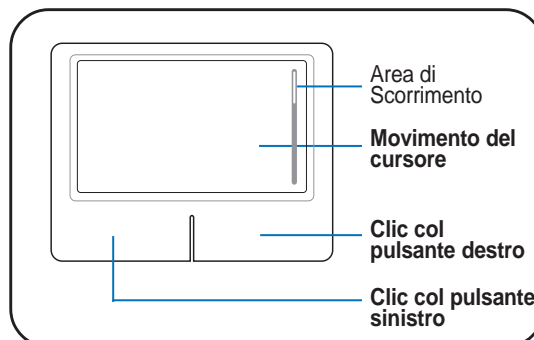 Area di
Scorrimento
Movimento del
cursore
Clic col
pulsante destro
Clic col pulsante
sinistro